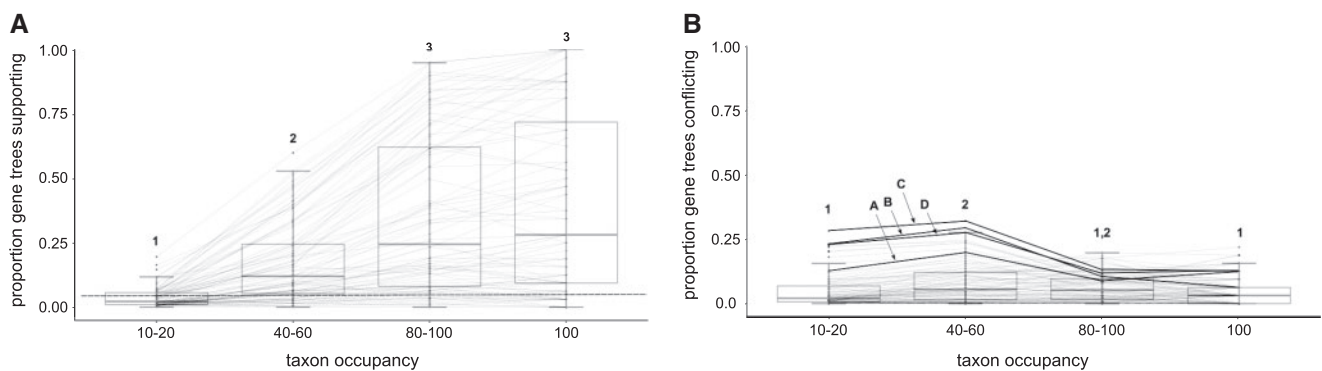 A
proportion gene trees supporting
1.00
0.75
0.50
0.25
0.00
1
2
3
3
10-20
40-60
80-100
100
taxon occupancy
B
proportion gene trees conflicting
1.00
0.75
0.50
0.25
0.0
1
A
B
C
D
2
1,2
1
10-20
40-60
80-100
100
taxon occupancy